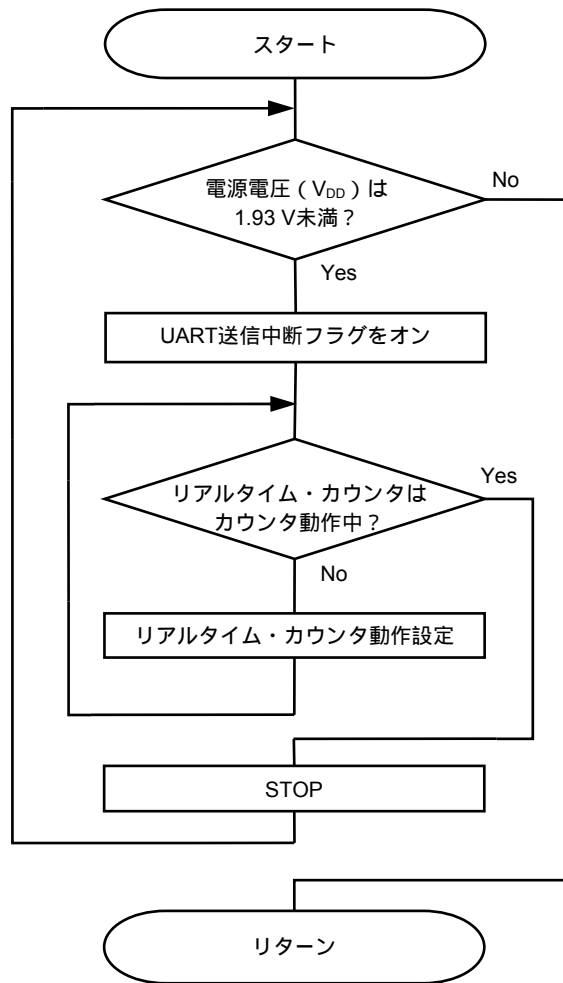 スタート
電源電圧（VDD）は
1.93 V未満？
No
Yes
UART送信中断フラグをオン
リアルタイム・カウンタは
カウンタ動作中？
Yes
No
リアルタイム・カウンタ動作設定
STOP
リターン